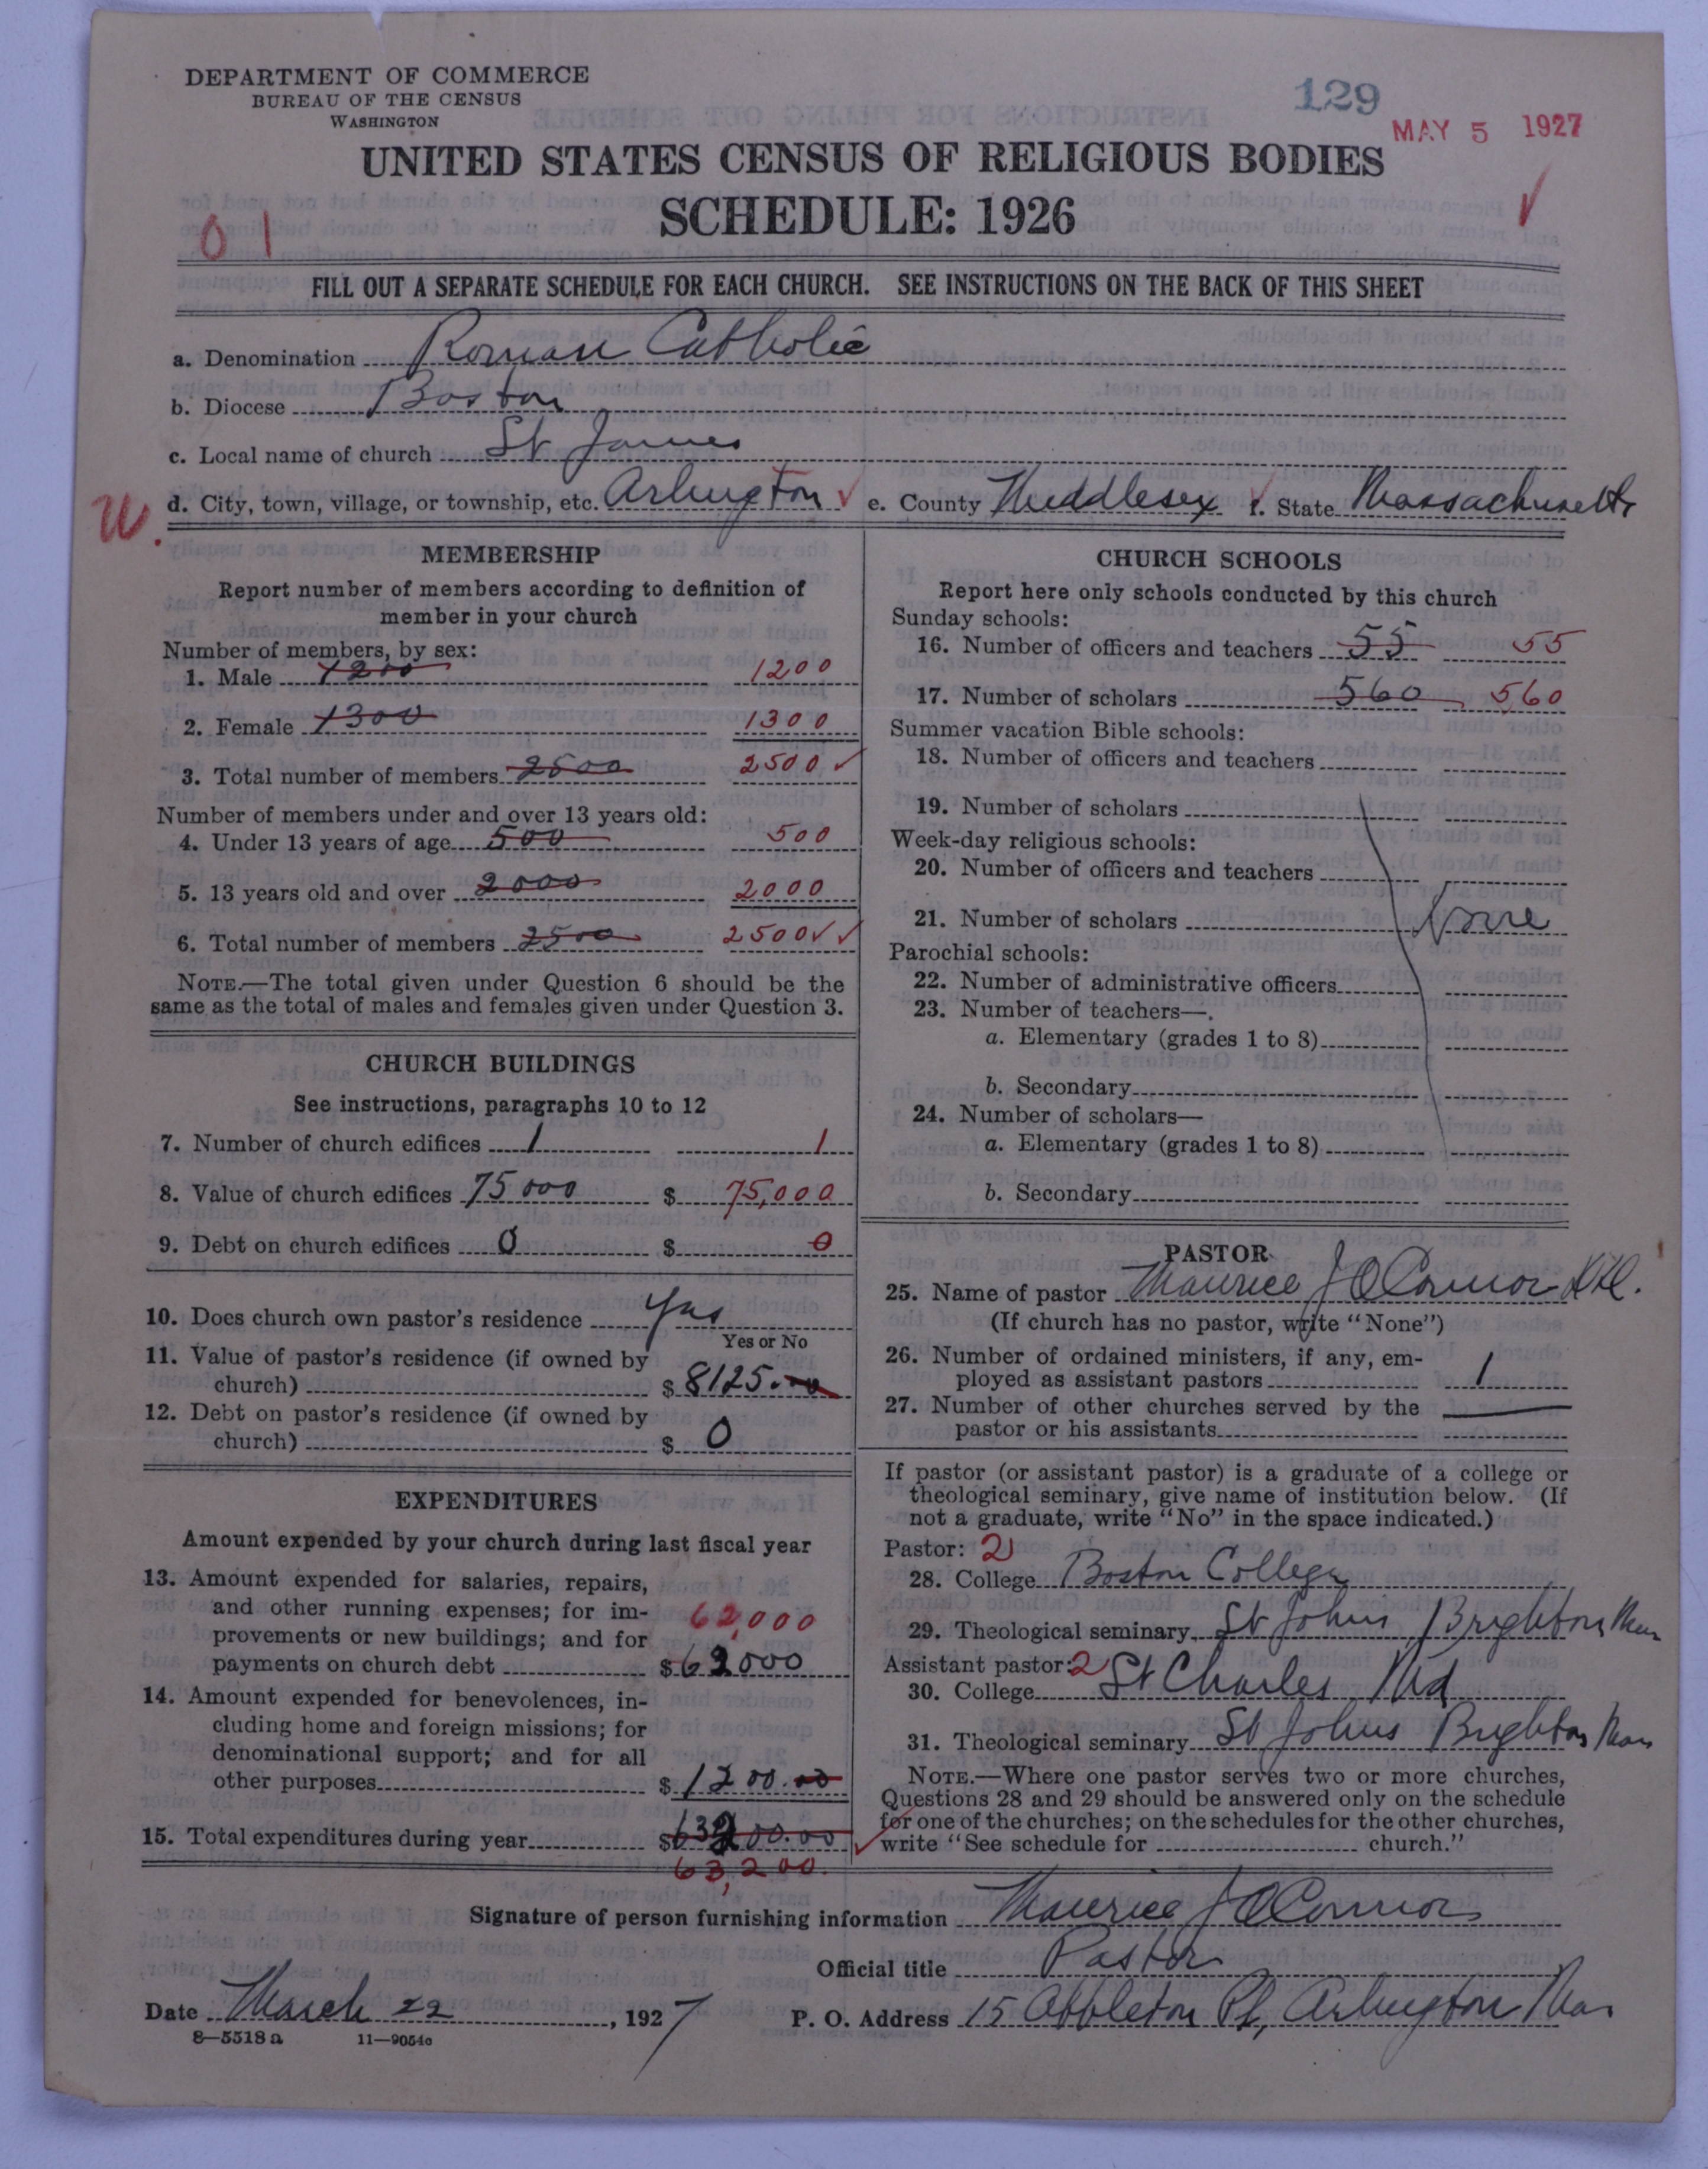 DEPARTMENT OF COMMERCE
BUREAU OF THE CENSUS
WASHINGTON
129
MAY 5 1927
UNITED STATES CENSUS OF RELIGIOUS BODIES
SCHEDULE: 1926
01
FILL OUT A SEPARATE SCHEDULE FOR EACH CHURCH. SEE INSTRUCTIONS ON THE BACK OF THIS SHEET
a. Denomination Roman Catholic
b. Diocese Boston
c. Local name of church St James
W. d. City, town, village, or township, etc. Arlington e. County Middlesex f. State Massachusetts
MEMBERSHIP
Report number of members according to definition of
member in your church
Number of members, by sex:
1. Male 1200 1200
2. Female 1300 1300
3. Total number of members 2500 2500
Number of members under and over 13 years old:
4. Under 13 years of age 500 500
5. 13 years old and over 2000 2000
6. Total number of members 2500 2500
NOTE.—The total given under Question 6 should be the
same as the total of males and females given under Question 3.
CHURCH BUILDINGS
See instructions, paragraphs 10 to 12
7. Number of church edifices 1 1
8. Value of church edifices 75000 $ 75,000
9. Debt on church edifices 0 $ 0
10. Does church own pastor's residence Yes
Yes or No
11. Value of pastor's residence (if owned by
church) $ 8125.00
12. Debt on pastor's residence (if owned by
church) $ 0
EXPENDITURES
Amount expended by your church during last fiscal year
13. Amount expended for salaries, repairs,
and other running expenses; for im-
provements or new buildings; and for
62,000
payments on church debt $ 62000
14. Amount expended for benevolences, in-
cluding home and foreign missions; for
denominational support; and for all
other purposes $ 1200.00
15. Total expenditures during year $ 63200.00
63,200.
CHURCH SCHOOLS
Report here only schools conducted by this church
Sunday schools:
16. Number of officers and teachers 55 55
17. Number of scholars 560 560
Summer vacation Bible schools:
18. Number of officers and teachers
19. Number of scholars
Week-day religious schools:
20. Number of officers and teachers
21. Number of scholars None
Parochial schools:
22. Number of administrative officers
23. Number of teachers—
a. Elementary (grades 1 to 8)
b. Secondary
24. Number of scholars—
a. Elementary (grades 1 to 8)
b. Secondary
PASTOR
25. Name of pastor Maurice J O'Connor
(If church has no pastor, write "None")
26. Number of ordained ministers, if any, em-
ployed as assistant pastors 1
27. Number of other churches served by the
pastor or his assistants
If pastor (or assistant pastor) is a graduate of a college or
theological seminary, give name of institution below. (If
not a graduate, write "No" in the space indicated.)
Pastor: 2
28. College Boston College
29. Theological seminary St Johns Brighton Mass
Assistant pastor: 2
30. College St Charles Md
31. Theological seminary St Johns Brighton Mass
NOTE.—Where one pastor serves two or more churches,
Questions 28 and 29 should be answered only on the schedule
for one of the churches; on the schedules for the other churches,
write "See schedule for church."
Signature of person furnishing information Maurice J O'Connor
Official title Pastor
Date March 22, 1927 P. O. Address 15 Appleton Pl, Arlington Mass
8—5518a 11—9054c